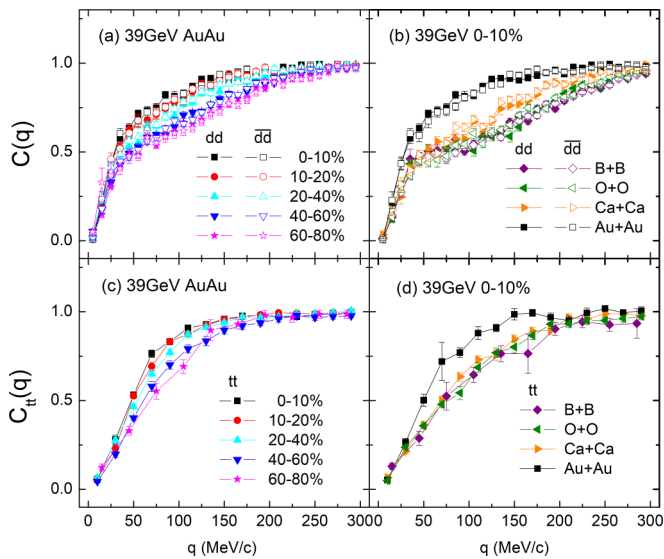 (a) 39GeV AuAu
(b) 39GeV 0-10%
C(q)
1.0
0.5
0.0
dd d̅d̅
0-10%
10-20%
20-40%
40-60%
60-80%
dd d̅d̅
B+B
O+O
Ca+Ca
Au+Au
(c) 39GeV AuAu
(d) 39GeV 0-10%
Ctt(q)
1.0
0.5
0.0
tt
0-10%
10-20%
20-40%
40-60%
60-80%
tt
B+B
O+O
Ca+Ca
Au+Au
0 50 100 150 200 250 300
0 50 100 150 200 250 300
q (MeV/c)
q (MeV/c)